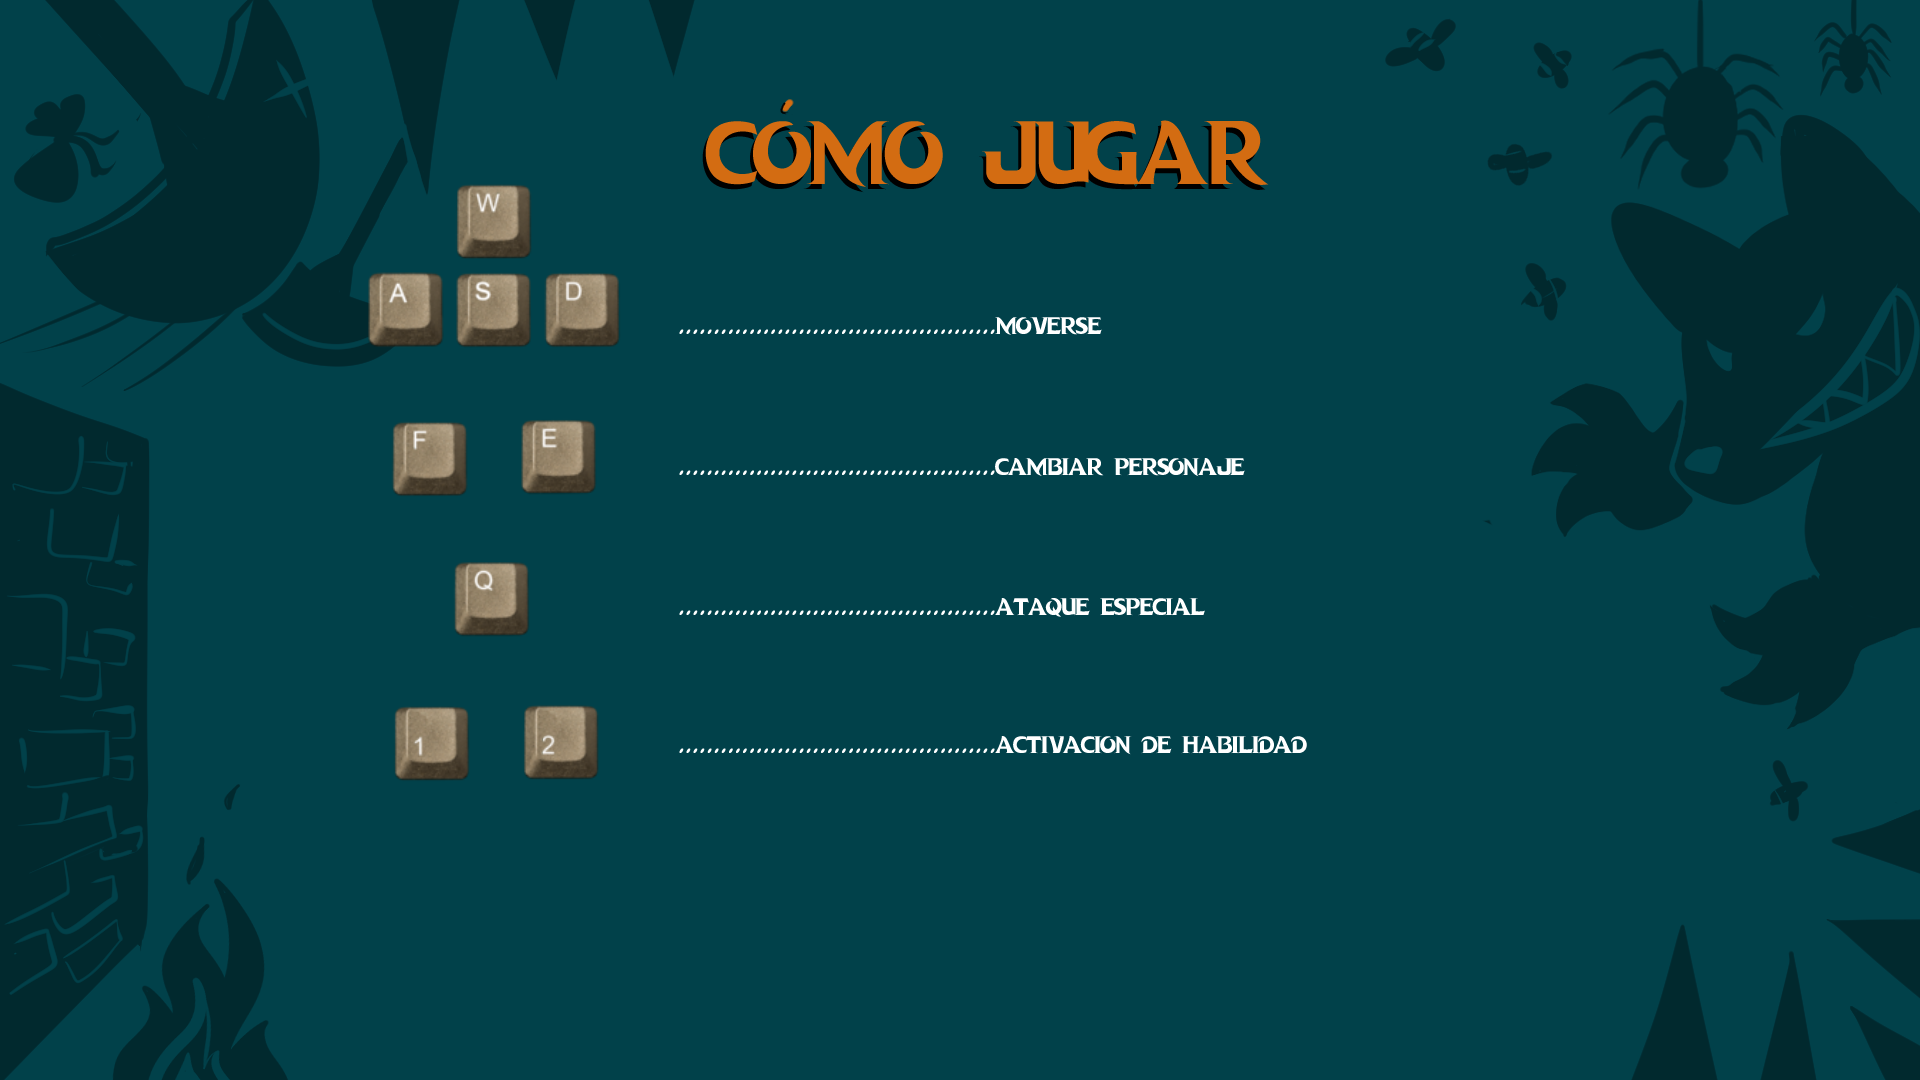 CÓMO JUGAR
W
A S D
.............................................MOVERSE
F E
.............................................CAMBIAR PERSONAJE
Q
.............................................ATAQUE ESPECIAL
1 2
.............................................ACTIVACION DE HABILIDAD